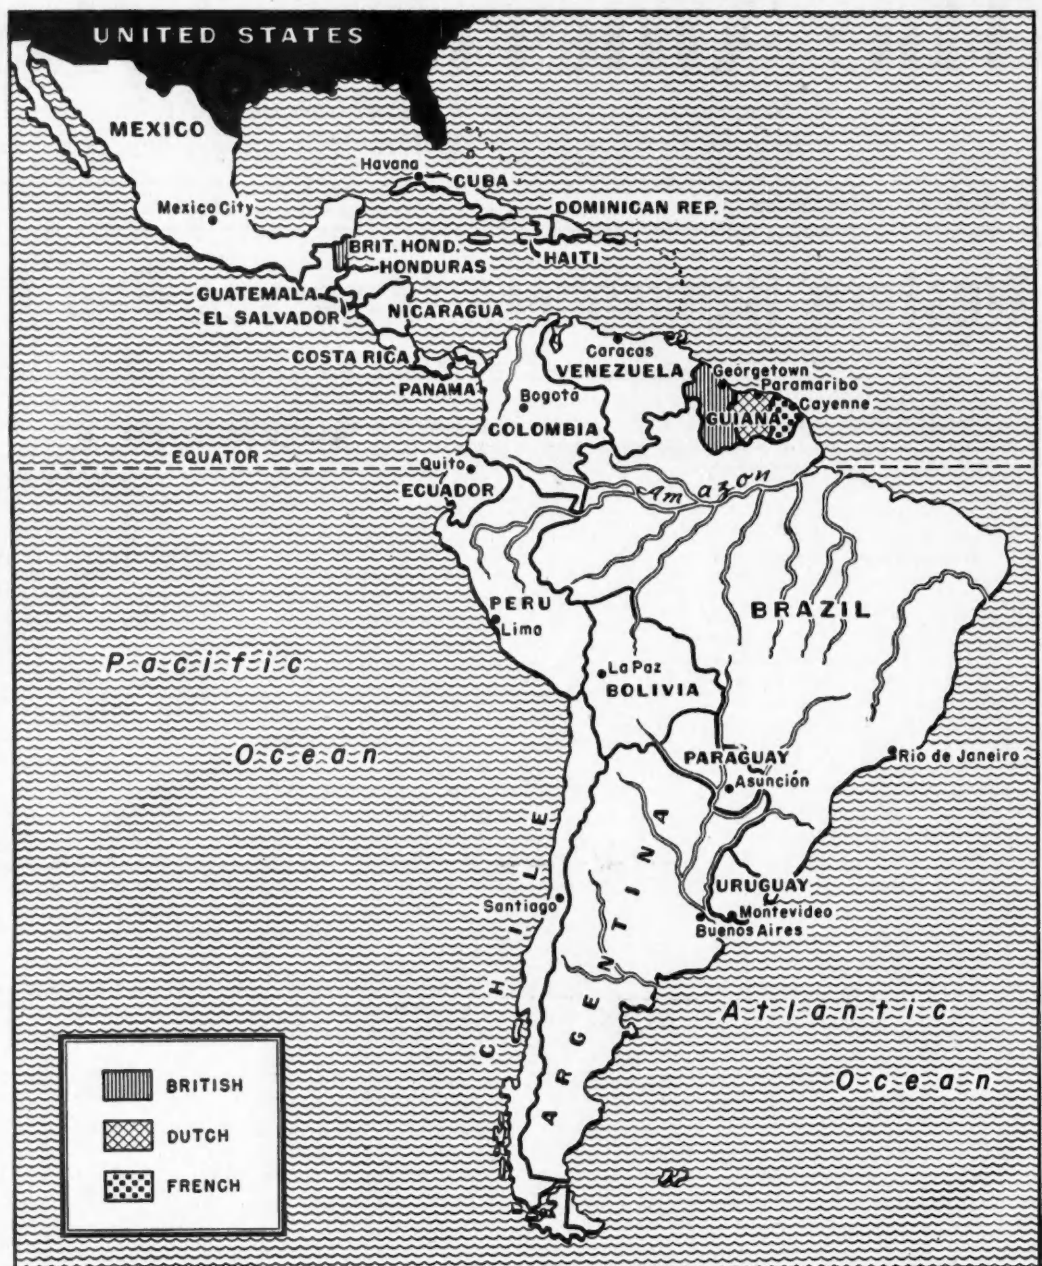 UNITED STATES
MEXICO
Havana
CUBA
Mexico City
DOMINICAN REP.
BRIT. HOND.
HAITI
HONDURAS
GUATEMALA
NICARAGUA
EL SALVADOR
COSTA RICA
Caracas
VENEZUELA
Georgetown
PANAMA
Paramaribo
Bogotá
Cayenne
GUIANA
COLOMBIA
EQUATOR
Quito
Amazon
ECUADOR
PERU
BRAZIL
Lima
Pacific
La Paz
BOLIVIA
Ocean
PARAGUAY
Rio de Janeiro
Asunción
CHILE
ARGENTINA
URUGUAY
Santiago
Montevideo
Buenos Aires
Atlantic
Ocean
BRITISH
DUTCH
FRENCH